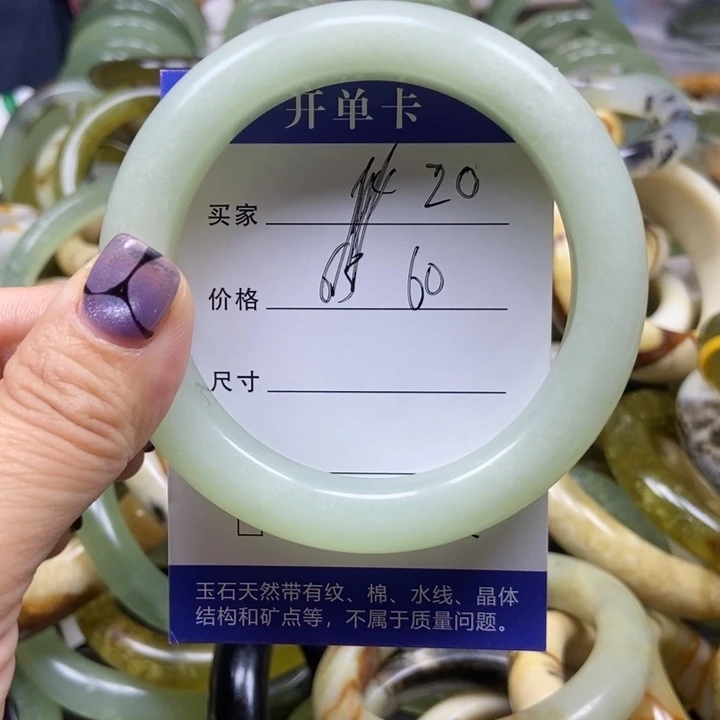 开单卡
买家 20
价格 65 60
尺寸
玉石天然带有纹、棉、水线、晶体
结构和矿点等，不属于质量问题。